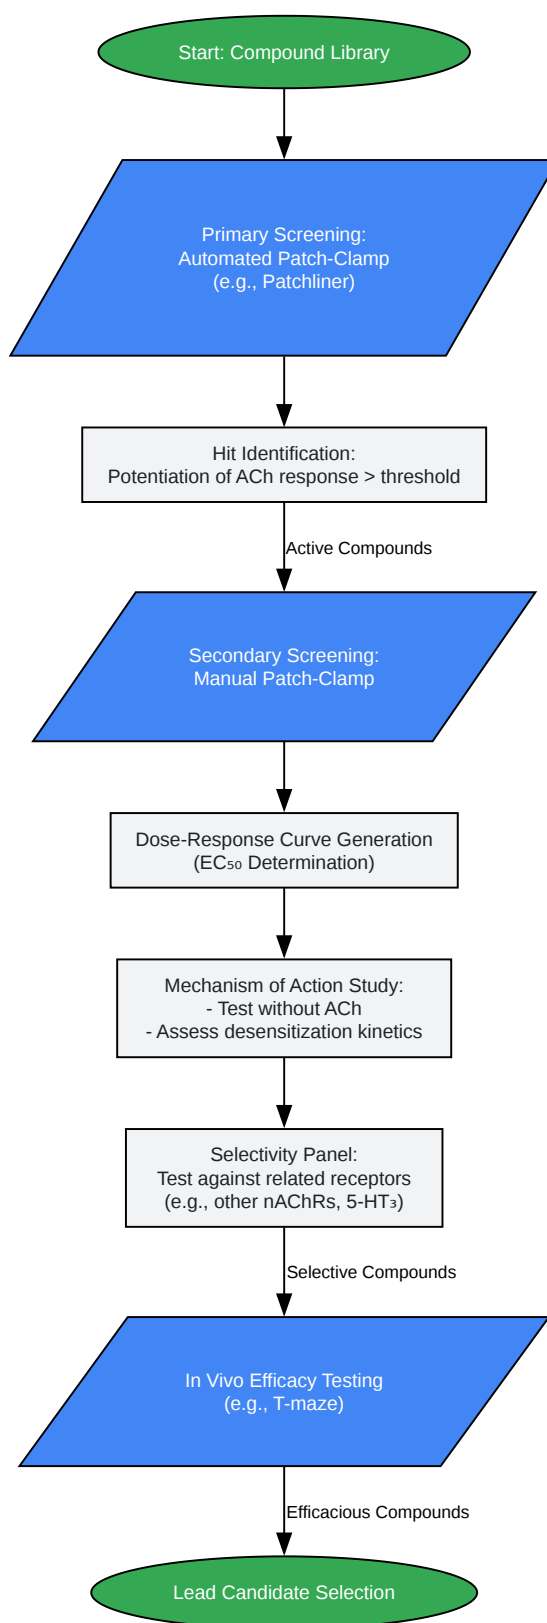 Start: Compound Library
Primary Screening:
Automated Patch-Clamp
(e.g., Patchliner)
Hit Identification:
Potentiation of ACh response > threshold
Active Compounds
Secondary Screening:
Manual Patch-Clamp
Dose-Response Curve Generation
(EC₅₀ Determination)
Mechanism of Action Study:
- Test without ACh
- Assess desensitization kinetics
Selectivity Panel:
Test against related receptors
(e.g., other nAChRs, 5-HT₃)
Selective Compounds
In Vivo Efficacy Testing
(e.g., T-maze)
Efficacious Compounds
Lead Candidate Selection